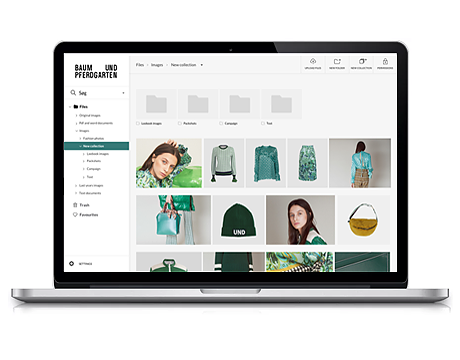 BAUM UND
PFERDGARTEN
Søg
Files
Original images
PDF and word documents
Images
Fashion photos
New collection
Lookbook images
Packshots
Campaign
Text
Last years images
Text documents
Trash
Favourites
SETTINGS
Files > Images > New collection
UPLOAD FILES
NEW FOLDER
NEW COLLECTION
PERMISSIONS
Lookbook images
Packshots
Campaign
Text
UND